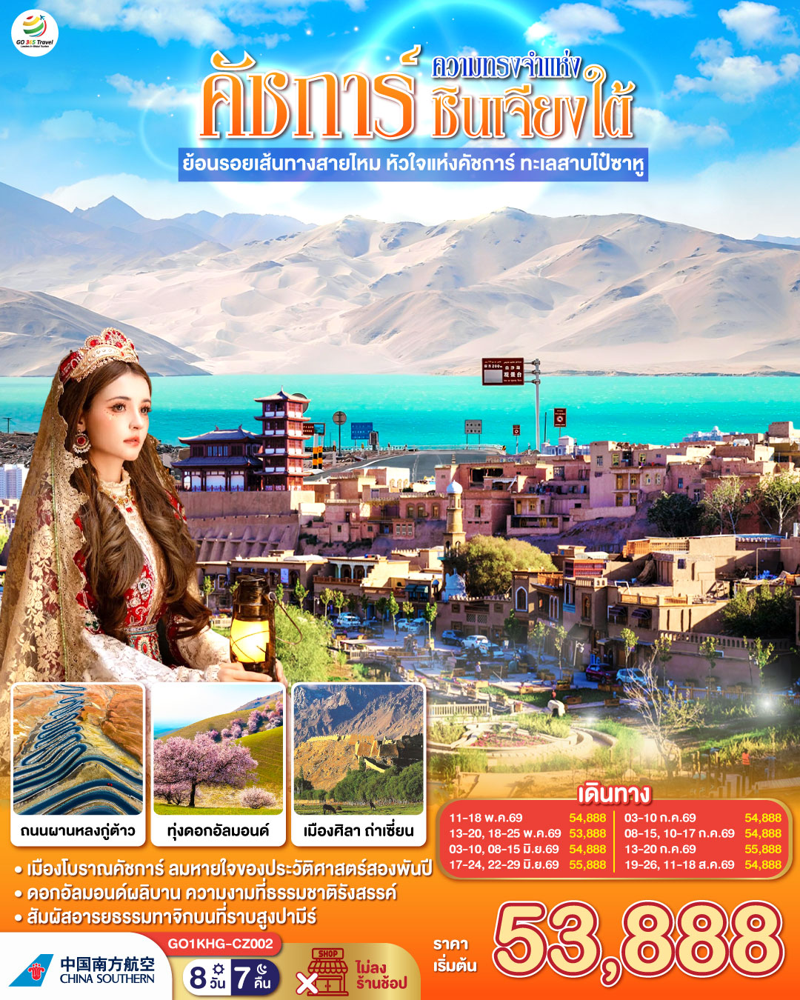 GO 365 Travel
คัชการ์
ความทรงจำแห่ง
ซินเจียงใต้
ย้อนรอยเส้นทางสายไหม หัวใจแห่งคัชการ์ ทะเลสาบไป๋ซาหู
观景台
ถนนผานหลงกู่ต้าว
ทุ่งดอกอัลมอนด์
เมืองศิลา ถ่าเซี่ยน
เดินทาง
11-18 พ.ค.69 54,888
13-20, 18-25 พ.ค.69 53,888
03-10, 08-15 มิ.ย.69 54,888
17-24, 22-29 มิ.ย.69 55,888
03-10 ก.ค.69 54,888
08-15, 10-17 ก.ค.69 54,888
13-20 ก.ค.69 55,888
19-26, 11-18 ส.ค.69 54,888
• เมืองโบราณคัชการ์ ลมหายใจของประวัติศาสตร์สองพันปี
• ดอกอัลมอนด์ผลิบาน ความงามที่ธรรมชาติรังสรรค์
• สัมผัสอารยธรรมทาจิกบนที่ราบสูงปามีร์
GO1KHG-CZ002
中国南方航空
CHINA SOUTHERN
8 วัน 7 คืน
SHOP
ไม่ลง
ร้านช้อป
ราคา
เริ่มต้น
53,888